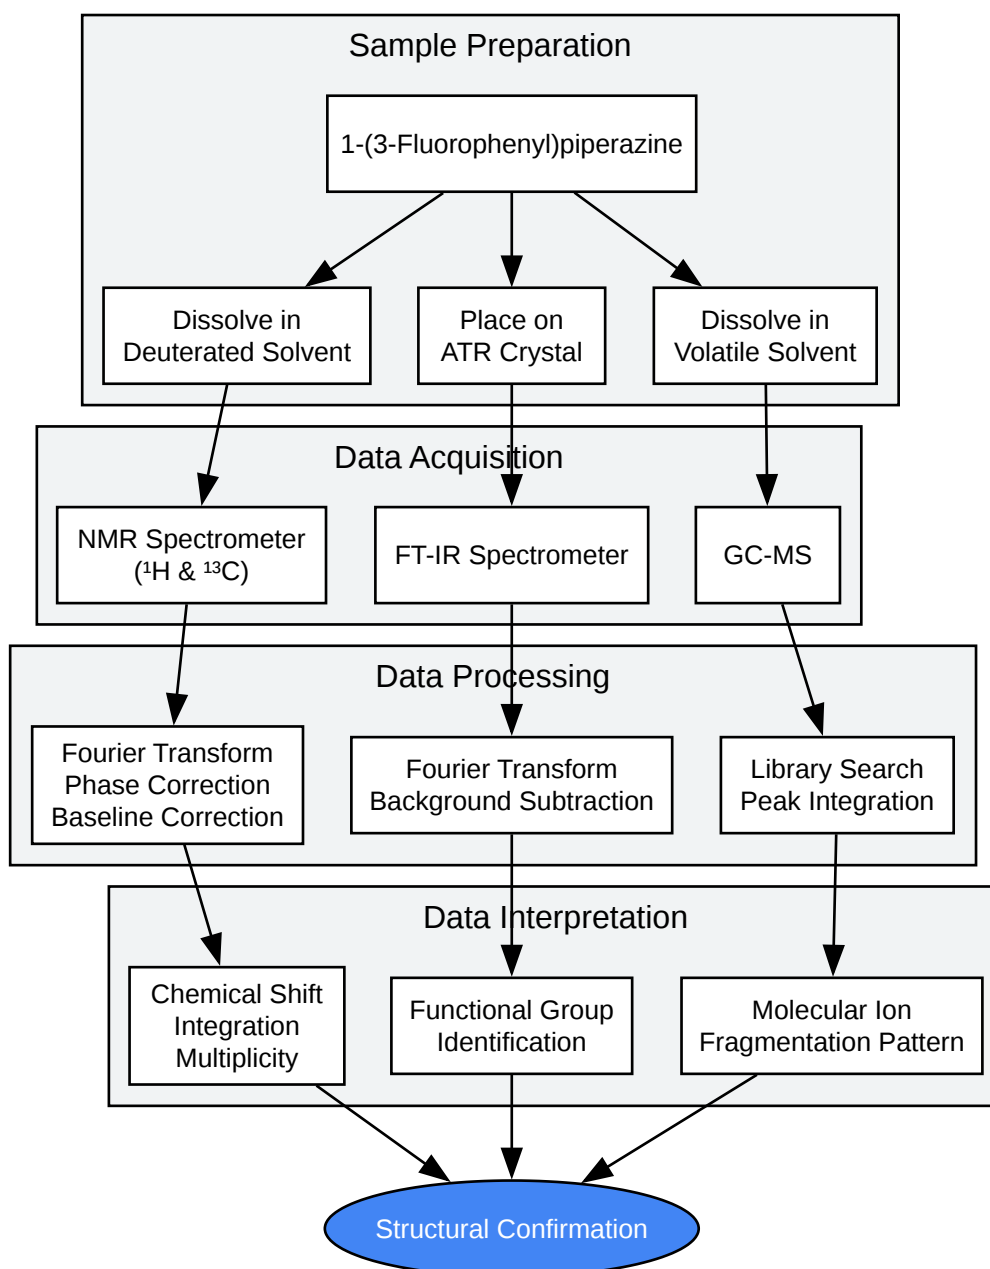 Sample Preparation
1-(3-Fluorophenyl)piperazine
Dissolve in
Deuterated Solvent
Place on
ATR Crystal
Dissolve in
Volatile Solvent
Data Acquisition
NMR Spectrometer
(¹H & ¹³C)
FT-IR Spectrometer
GC-MS
Data Processing
Fourier Transform
Phase Correction
Baseline Correction
Fourier Transform
Background Subtraction
Library Search
Peak Integration
Data Interpretation
Chemical Shift
Integration
Multiplicity
Functional Group
Identification
Molecular Ion
Fragmentation Pattern
Structural Confirmation